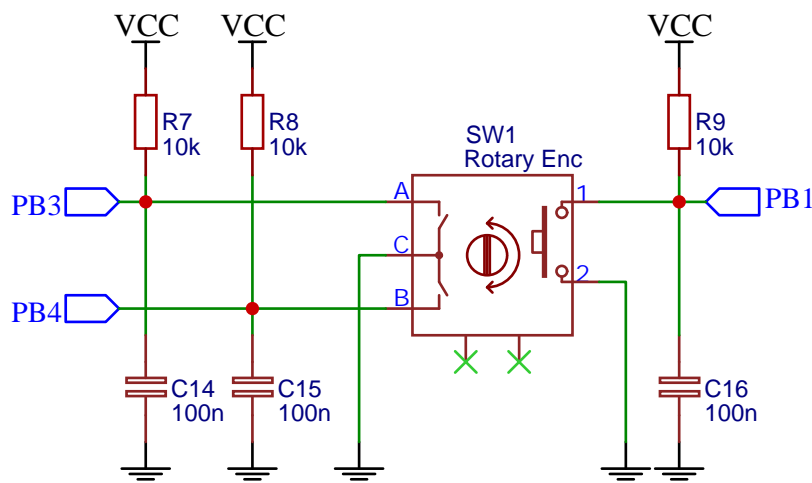 VCC
VCC
VCC
R7
10k
R8
10k
R9
10k
SW1
Rotary Enc
PB3
A
1
PB1
C
PB4
B
2
C14
100n
C15
100n
C16
100n